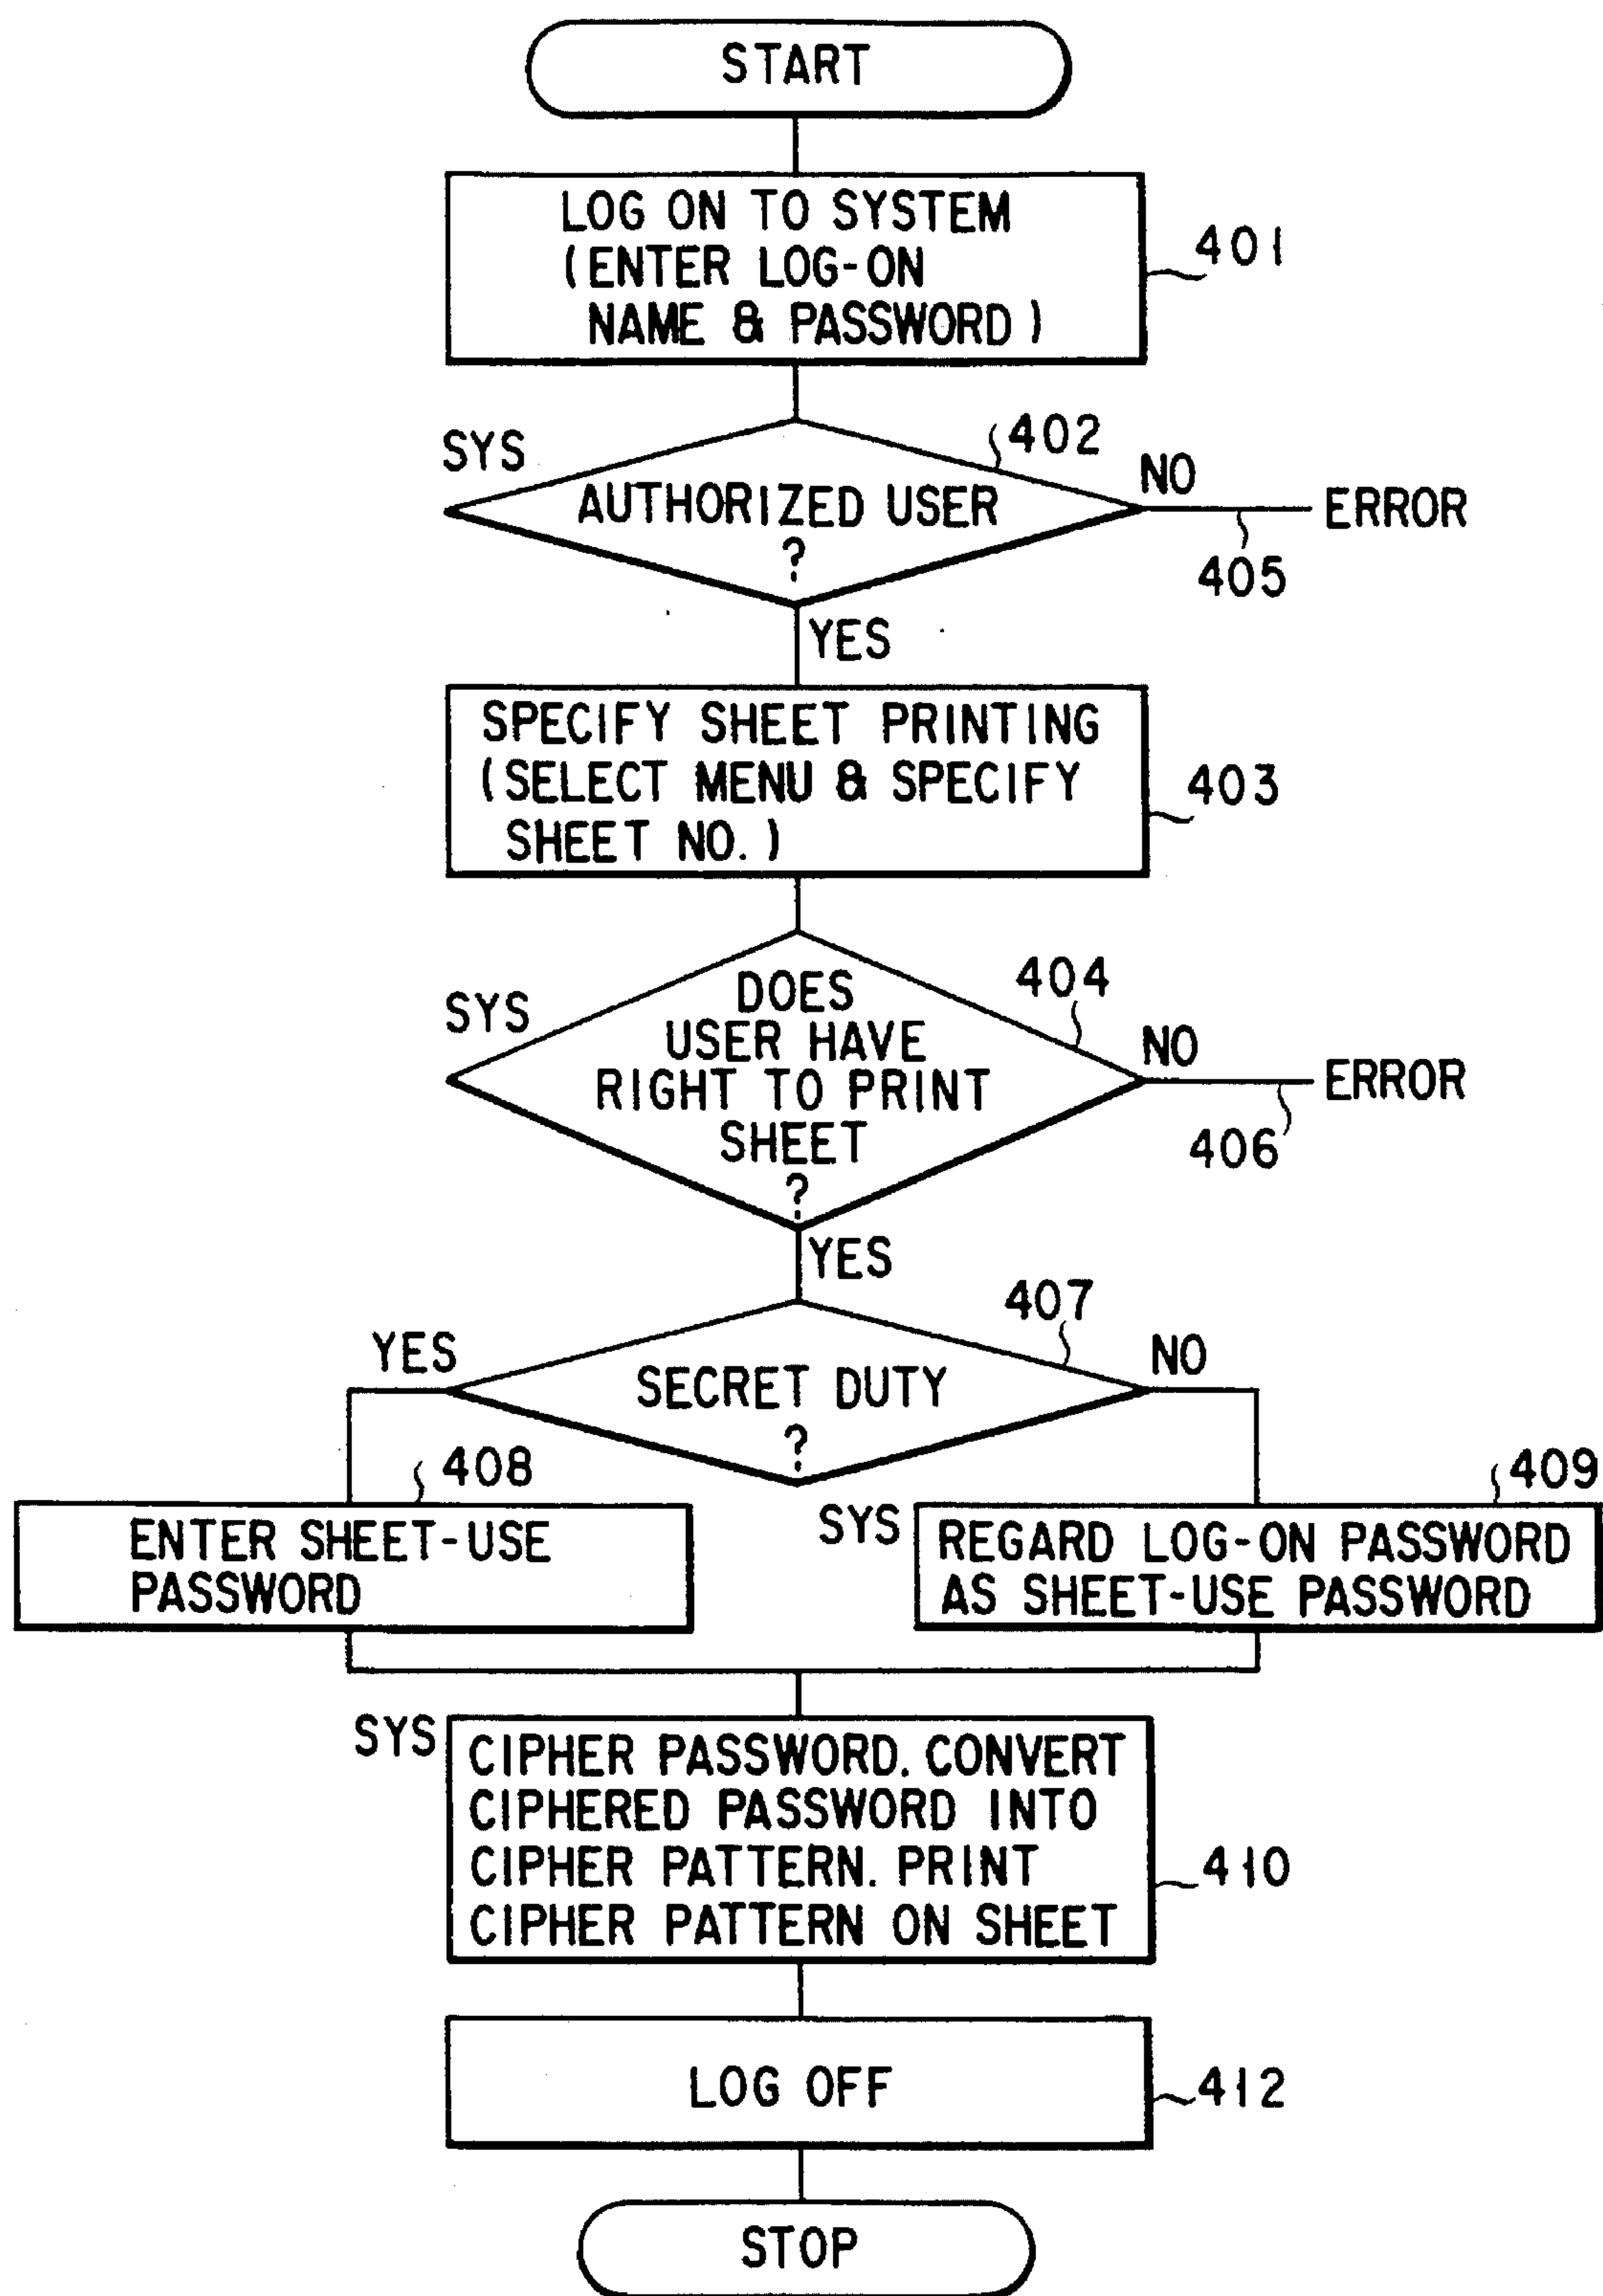 START
LOG ON TO SYSTEM
(ENTER LOG-ON
NAME & PASSWORD)
401
SYS
402
AUTHORIZED USER
?
NO
ERROR
405
YES
SPECIFY SHEET PRINTING
(SELECT MENU & SPECIFY
SHEET NO.)
403
SYS
404
DOES
USER HAVE
RIGHT TO PRINT
SHEET
?
NO
ERROR
406
YES
407
YES
SECRET DUTY
?
NO
408
ENTER SHEET-USE
PASSWORD
409
SYS
REGARD LOG-ON PASSWORD
AS SHEET-USE PASSWORD
SYS
CIPHER PASSWORD. CONVERT
CIPHERED PASSWORD INTO
CIPHER PATTERN. PRINT
CIPHER PATTERN ON SHEET
410
LOG OFF
412
STOP